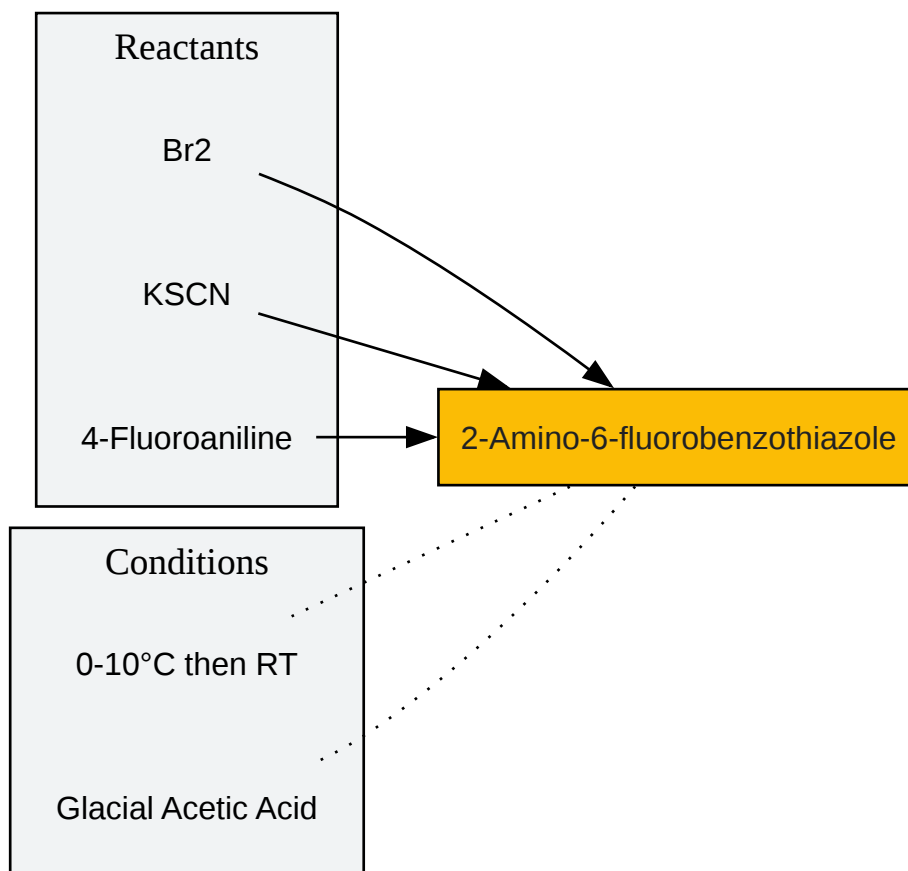 Reactants
Br2
KSCN
4-Fluoroaniline
2-Amino-6-fluorobenzothiazole
Conditions
0-10°C then RT
Glacial Acetic Acid